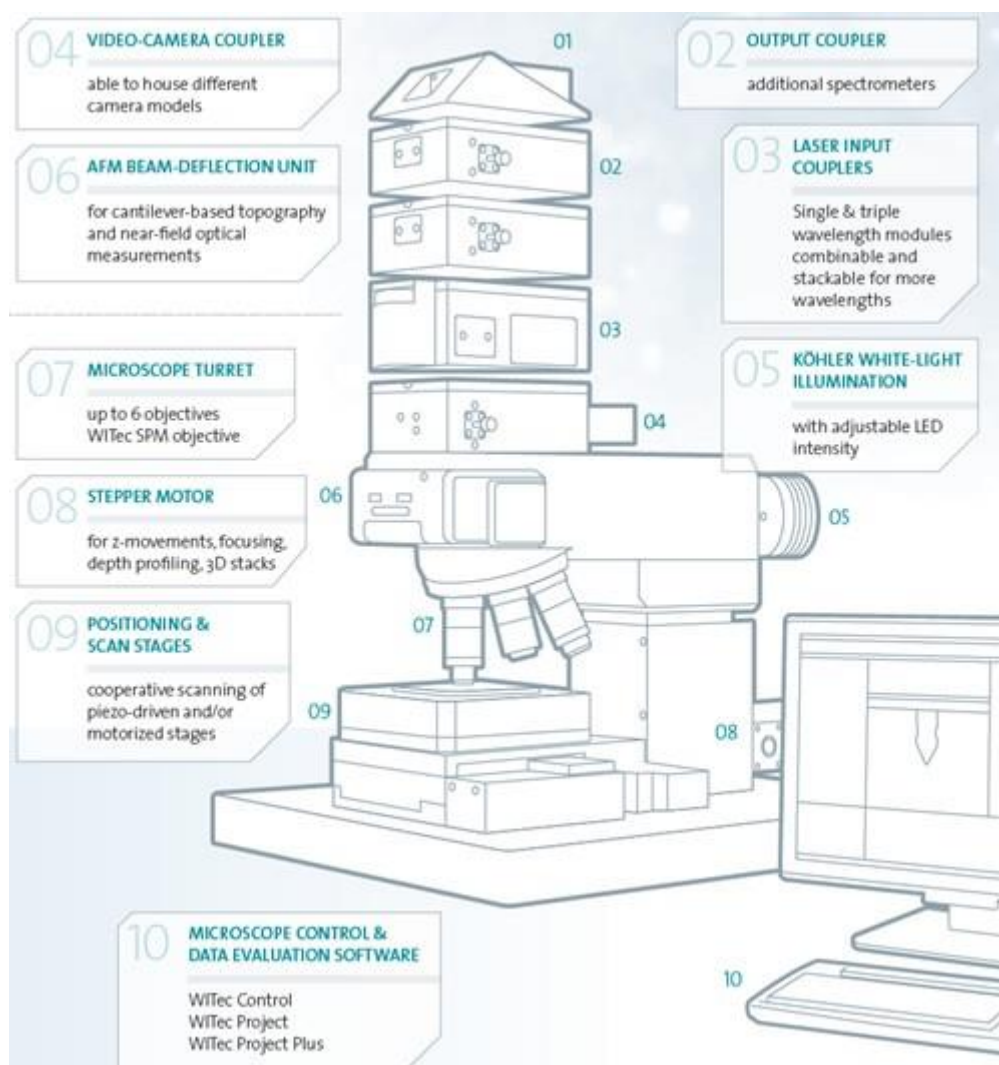 04
VIDEO-CAMERA COUPLER
able to house different
camera models
01
02
OUTPUT COUPLER
additional spectrometers
06
AFM BEAM-DEFLECTION UNIT
for cantilever-based topography
and near-field optical
measurements
02
03
LASER INPUT
COUPLERS
Single & triple
wavelength modules
combinable and
stackable for more
wavelengths
03
07
MICROSCOPE TURRET
up to 6 objectives
WITec SPM objective
05
KÖHLER WHITE-LIGHT
ILLUMINATION
with adjustable LED
intensity
04
08
STEPPER MOTOR
for z-movements, focusing,
depth profiling, 3D stacks
06
05
09
POSITIONING &
SCAN STAGES
cooperative scanning of
piezo-driven and/or
motorized stages
07
09
08
10
MICROSCOPE CONTROL &
DATA EVALUATION SOFTWARE
WITec Control
WITec Project
WITec Project Plus
10